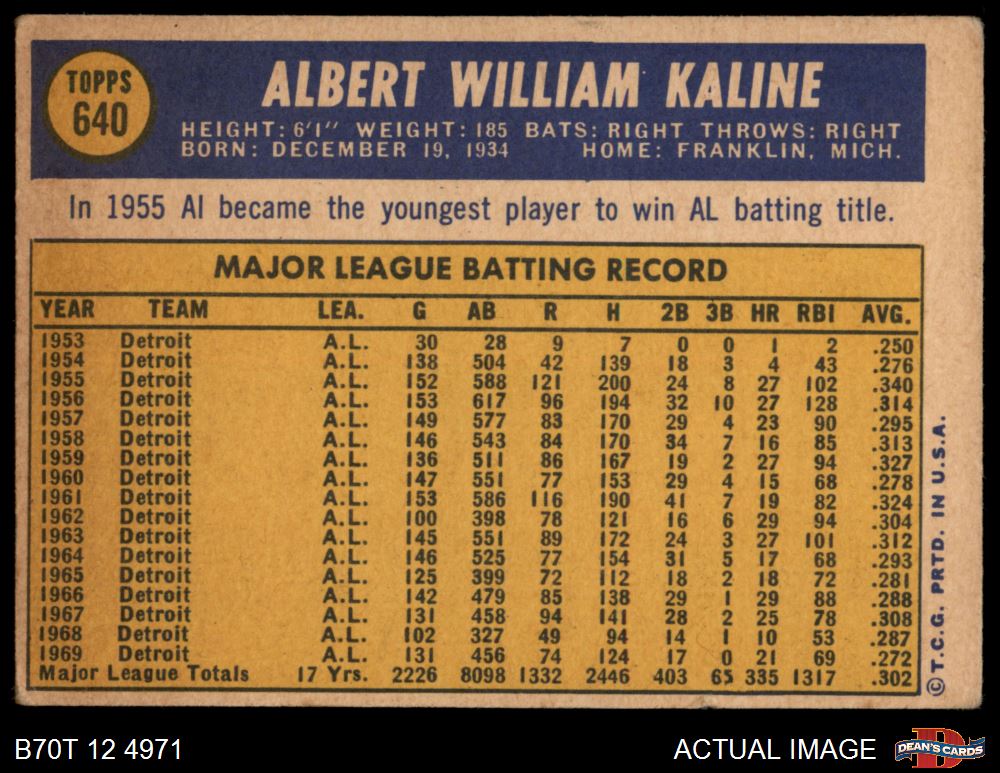 TOPPS
640
ALBERT WILLIAM KALINE
HEIGHT: 6'1" WEIGHT: 185 BATS: RIGHT THROWS: RIGHT
BORN: DECEMBER 19, 1934 HOME: FRANKLIN, MICH.
In 1955 Al became the youngest player to win AL batting title.
MAJOR LEAGUE BATTING RECORD
YEAR TEAM LEA. G AB R H 2B 3B HR RBI AVG.
1953 Detroit A.L. 30 28 9 7 0 0 1 2 .250
1954 Detroit A.L. 138 504 42 139 18 3 4 43 .276
1955 Detroit A.L. 152 588 121 200 24 8 27 102 .340
1956 Detroit A.L. 153 617 96 194 32 10 27 128 .314
1957 Detroit A.L. 149 577 83 170 29 4 23 90 .295
1958 Detroit A.L. 146 543 84 170 34 7 16 85 .313
1959 Detroit A.L. 136 511 86 167 19 2 27 94 .327
1960 Detroit A.L. 147 551 77 153 29 4 15 68 .278
1961 Detroit A.L. 153 586 116 190 41 7 19 82 .324
1962 Detroit A.L. 100 398 78 121 16 6 29 94 .304
1963 Detroit A.L. 145 551 89 172 24 3 27 101 .312
1964 Detroit A.L. 146 525 77 154 31 5 17 68 .293
1965 Detroit A.L. 125 399 72 112 18 2 18 72 .281
1966 Detroit A.L. 142 479 85 138 29 1 29 88 .288
1967 Detroit A.L. 131 458 94 141 28 2 25 78 .308
1968 Detroit A.L. 102 327 49 94 14 1 10 53 .287
1969 Detroit A.L. 131 456 74 124 17 0 21 69 .272
Major League Totals 17 Yrs. 2226 8098 1332 2446 403 65 335 1317 .302
©T.C.G. PRTD. IN U.S.A.
B70T 12 4971
ACTUAL IMAGE
D
DEAN'S CARDS